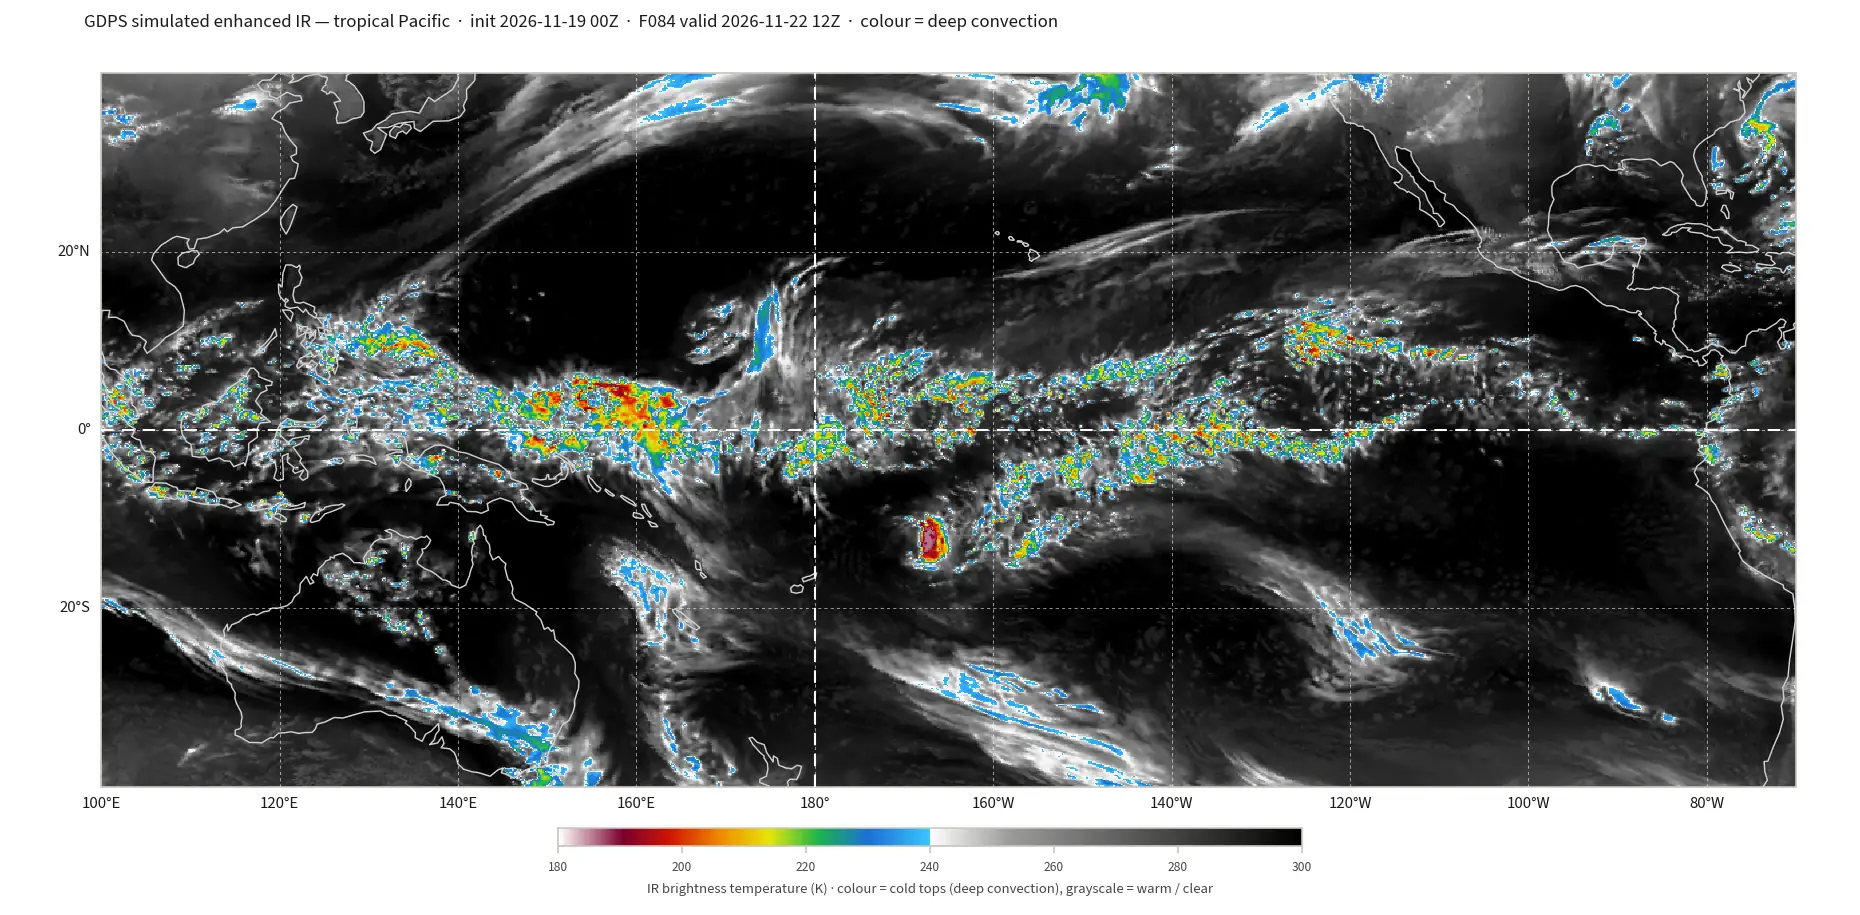 GDPS simulated enhanced IR — tropical Pacific · init 2026-11-19 00Z · F084 valid 2026-11-22 12Z · colour = deep convection
20°N
0°
20°S
100°E 120°E 140°E 160°E 180° 160°W 140°W 120°W 100°W 80°W
180 200 220 240 260 280 300
IR brightness temperature (K) · colour = cold tops (deep convection), grayscale = warm / clear